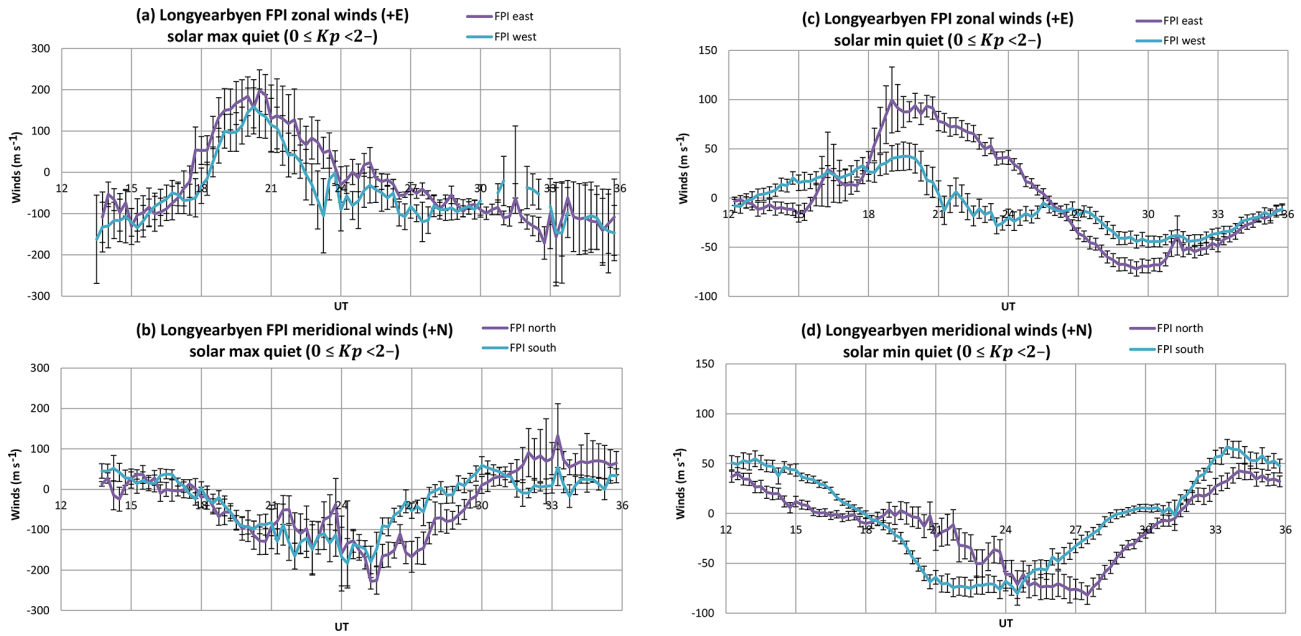 (a) Longyearbyen FPI zonal winds (+E)
solar max quiet (0 ≤ Kp <2−)
FPI east
FPI west
300
200
100
0
-100
-200
-300
12
15
18
21
24
27
30
33
36
Winds (m s-1)
UT
(c) Longyearbyen FPI zonal winds (+E)
solar min quiet (0 ≤ Kp <2−)
FPI east
FPI west
150
100
50
0
-50
-100
12
15
18
21
24
27
30
33
36
Winds (m s-1)
UT
(b) Longyearbyen FPI meridional winds (+N)
solar max quiet (0 ≤ Kp <2−)
FPI north
FPI south
300
200
100
0
-100
-200
-300
12
15
18
21
24
27
30
33
36
Winds (m s-1)
UT
(d) Longyearbyen meridional winds (+N)
solar min quiet (0 ≤ Kp <2−)
FPI north
FPI south
150
100
50
0
-50
-100
12
15
18
21
24
27
30
33
36
Winds (m s-1)
UT